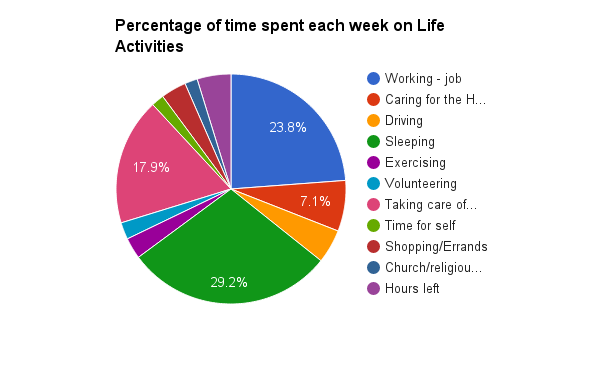 Percentage of time spent each week on Life
Activities
23.8%
7.1%
29.2%
17.9%
Working - job
Caring for the H...
Driving
Sleeping
Exercising
Volunteering
Taking care of...
Time for self
Shopping/Errands
Church/religiou...
Hours left